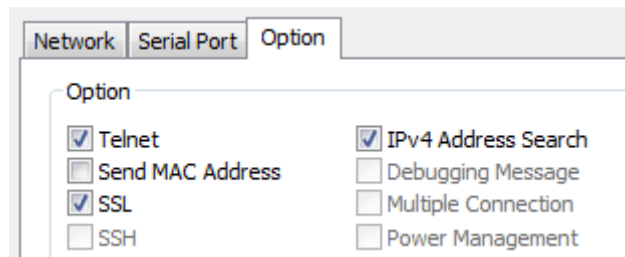 Network Serial Port Option
Option
Telnet IPv4 Address Search
Send MAC Address Debugging Message
SSL Multiple Connection
SSH Power Management